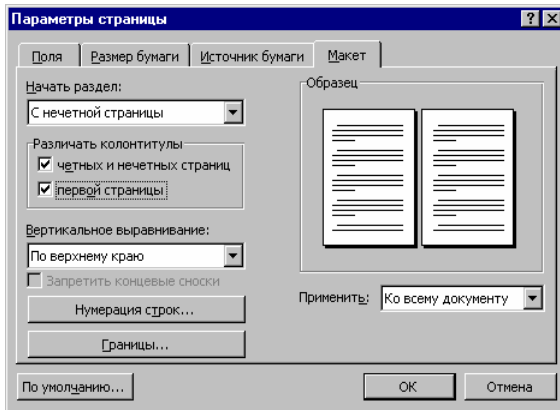 Параметры страницы
Поля Размер бумаги Источник бумаги Макет
Начать раздел:
С нечетной страницы
Различать колонтитулы
четных и нечетных страниц
первой страницы
Вертикальное выравнивание:
По верхнему краю
Запретить концевые сноски
Нумерация строк...
Границы...
Образец
Применить: Ко всему документу
По умолчанию... ОК Отмена